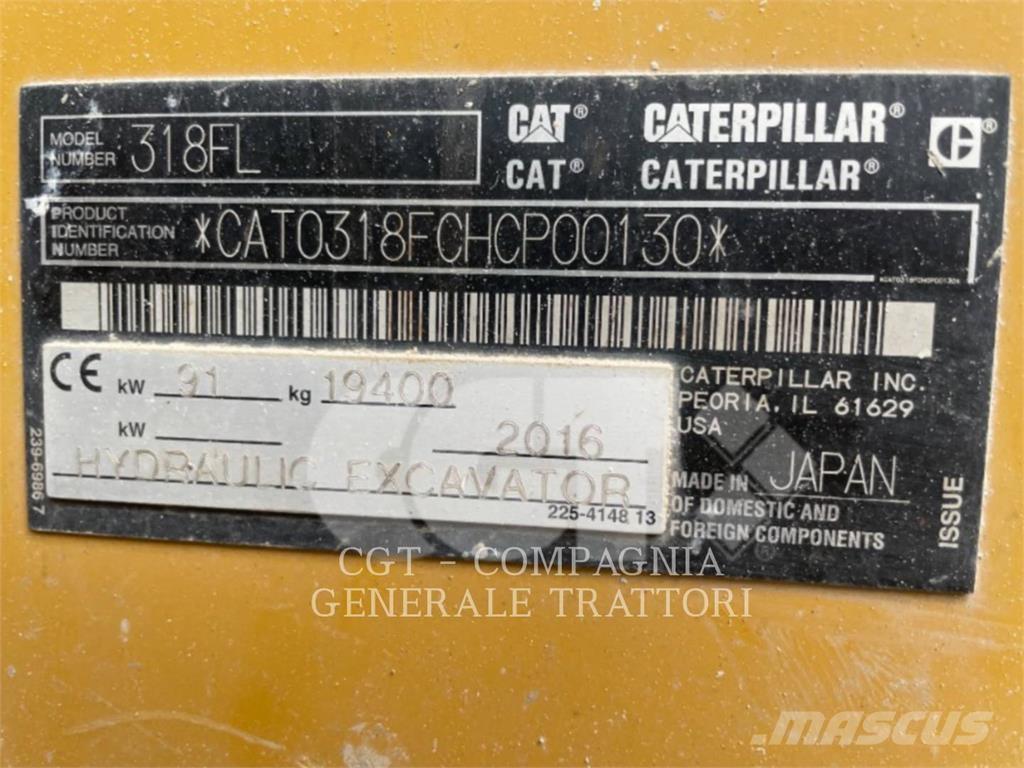 MODEL NUMBER 318FL
CAT® CATERPILLAR®
CAT® CATERPILLAR®
PRODUCT IDENTIFICATION NUMBER *CAT0318FCHCP00130*
CE kW 91 kg 19400
kW 2016
HYDRAULIC EXCAVATOR
225-4148 13
239-6986 7
CATERPILLAR INC.
PEORIA, IL 61629
USA
MADE IN JAPAN
OF DOMESTIC AND
FOREIGN COMPONENTS
ISSUE
CGT - COMPAGNIA
GENERALE TRATTORI
MASCUS